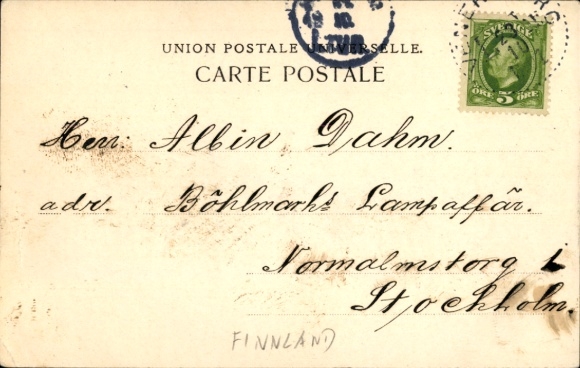 UNION POSTALE UNIVERSELLE.
CARTE POSTALE
SVERIGE
ÖRE 5 ÖRE
Herr Albin Dahm.
adr. Böhlmarks Lampaffär.
Normalmstorg 1
Stockholm.
FINNLAND